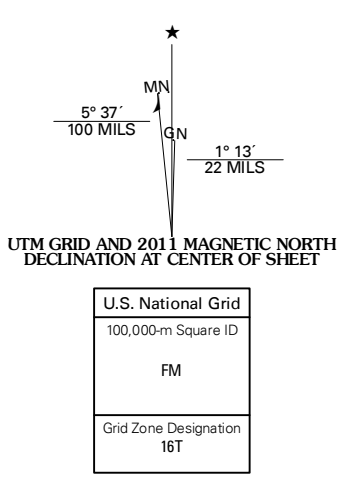 ★
MN
GN
5° 37´
100 MILS
1° 13´
22 MILS
UTM GRID AND 2011 MAGNETIC NORTH
DECLINATION AT CENTER OF SHEET
U.S. National Grid
100,000-m Square ID
FM
Grid Zone Designation
16T